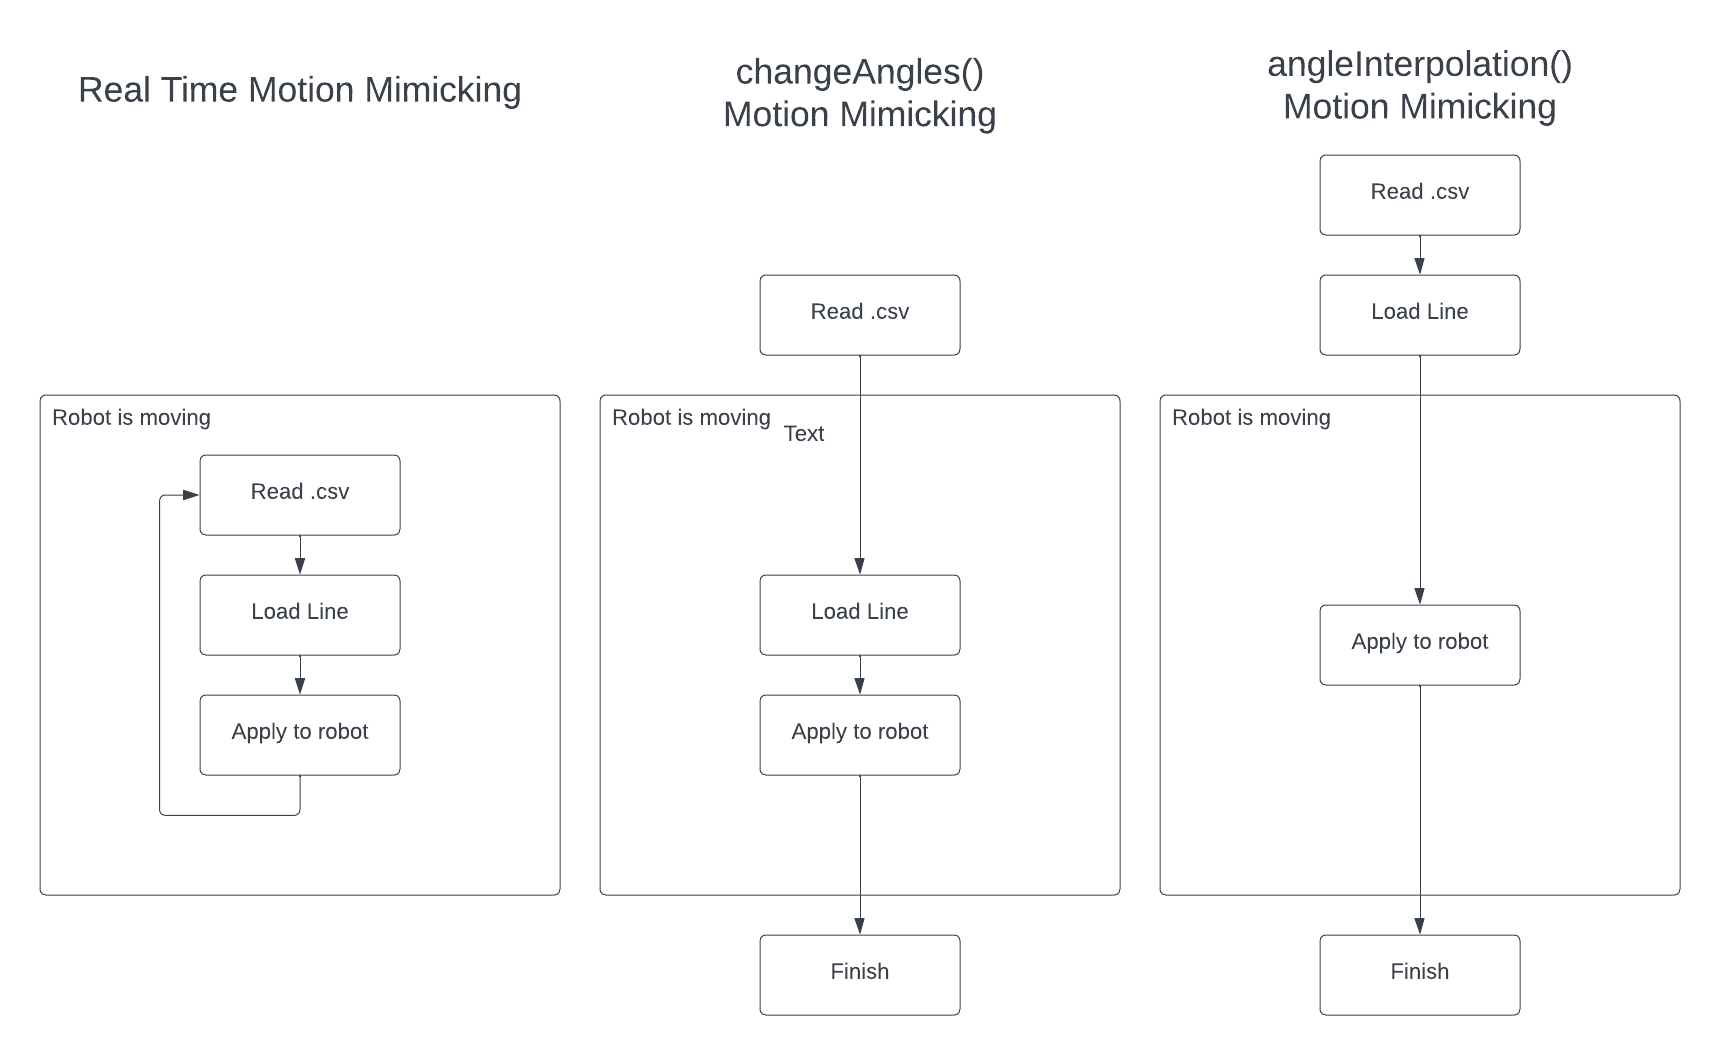 Real Time Motion Mimicking
Robot is moving
Read .csv
Load Line
Apply to robot
changeAngles()
Motion Mimicking
Read .csv
Robot is moving
Text
Load Line
Apply to robot
Finish
angleInterpolation()
Motion Mimicking
Read .csv
Load Line
Robot is moving
Apply to robot
Finish